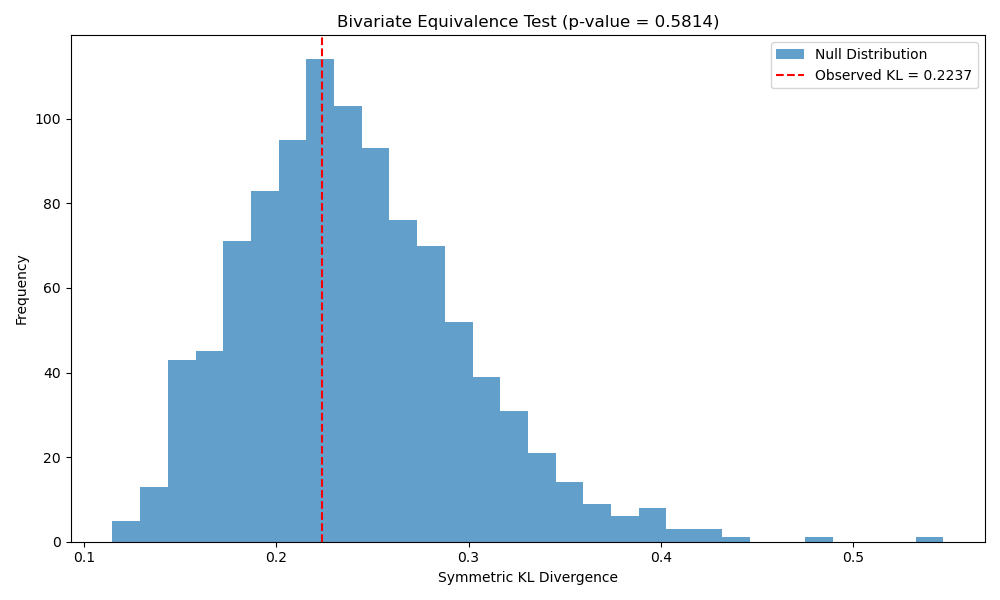 Bivariate Equivalence Test (p-value = 0.5814)
Null Distribution
Observed KL = 0.2237
Frequency
100
80
60
40
20
0
0.1
0.2
0.3
0.4
0.5
Symmetric KL Divergence